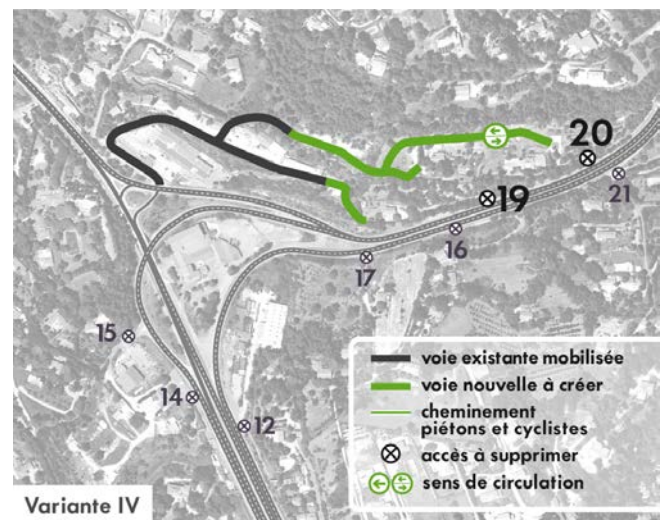 20
19
21
16
17
15
14
12
voie existante mobilisée
voie nouvelle à créer
cheminement
piétons et cyclistes
accès à supprimer
sens de circulation
Variante IV